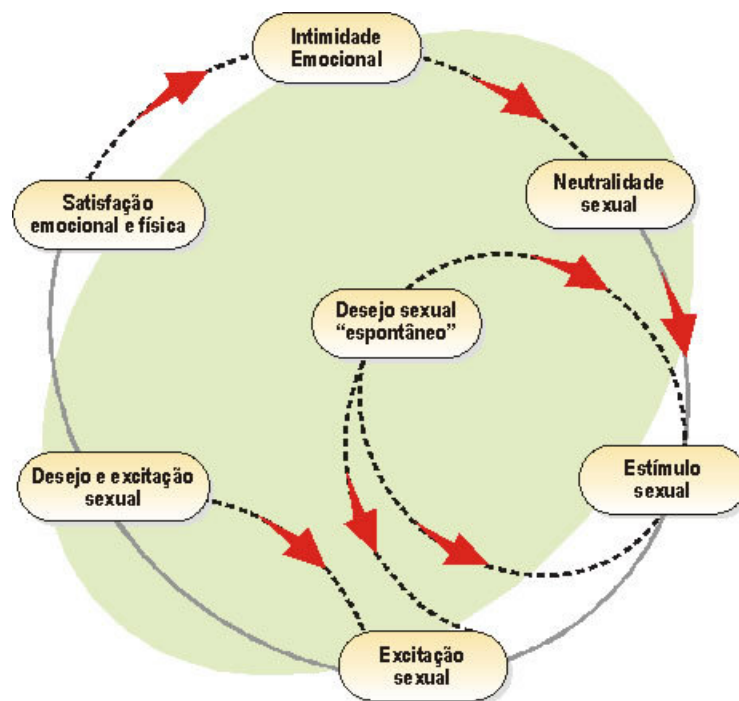 Intimidade
Emocional
Neutralidade
sexual
Satisfação
emocional e física
Desejo sexual
“espontâneo”
Desejo e excitação
sexual
Estímulo
sexual
Excitação
sexual